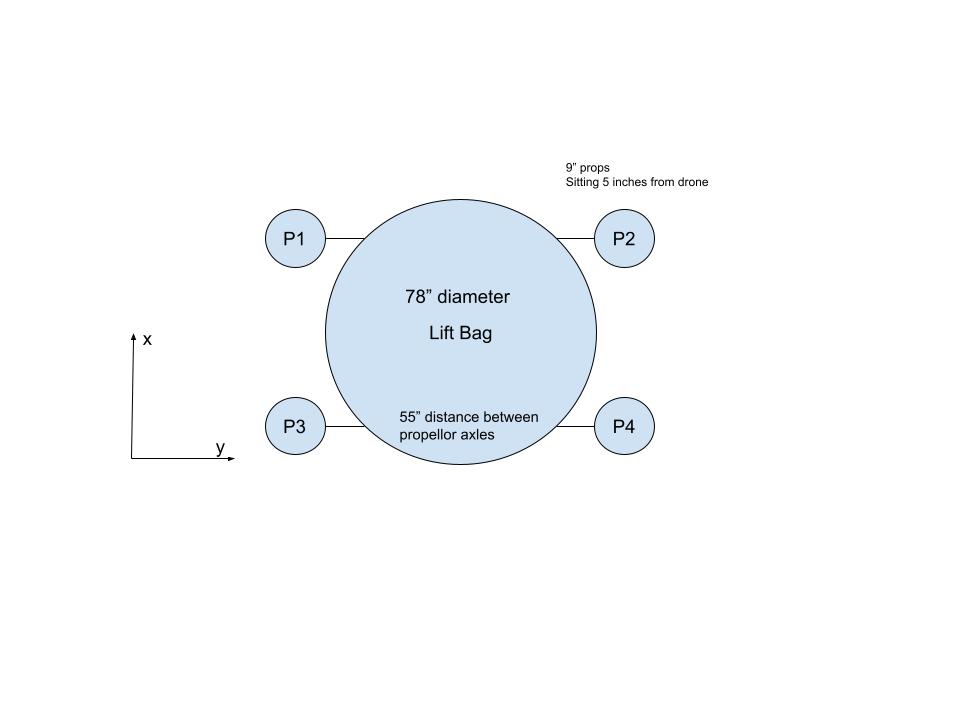 9” props
Sitting 5 inches from drone
P1
P2
78” diameter
Lift Bag
x
55” distance between
propellor axles
P3
P4
y